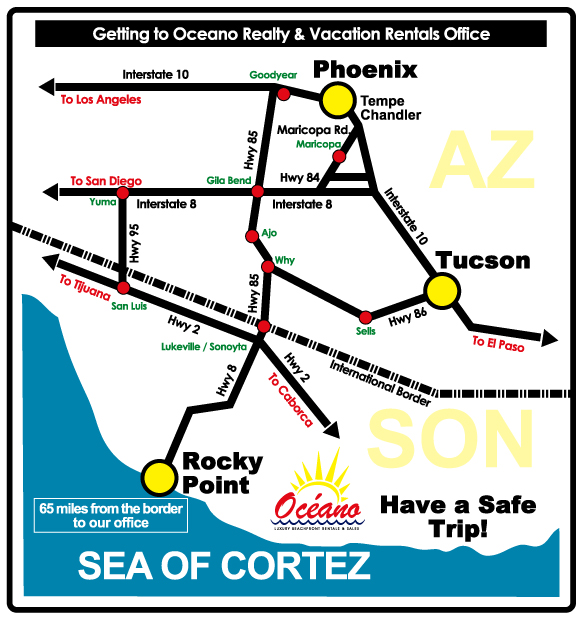 Getting to Oceano Realty & Vacation Rentals Office
Interstate 10
Goodyear
Phoenix
To Los Angeles
Tempe
Chandler
Maricopa Rd.
Maricopa
Hwy 85
AZ
To San Diego
Gila Bend
Hwy 84
Yuma
Interstate 8
Interstate 8
Interstate 10
Ajo
Hwy 95
Why
Tucson
To Tijuana
San Luis
Hwy 85
Hwy 86
Sells
Hwy 2
To El Paso
Lukeville / Sonoyta
International Border
Hwy 8
Hwy 2
To Caborca
SON
Rocky
Point
Océano
LUXURY BEACHFRONT RENTALS & SALES
65 miles from the border
to our office
Have a Safe
Trip!
SEA OF CORTEZ